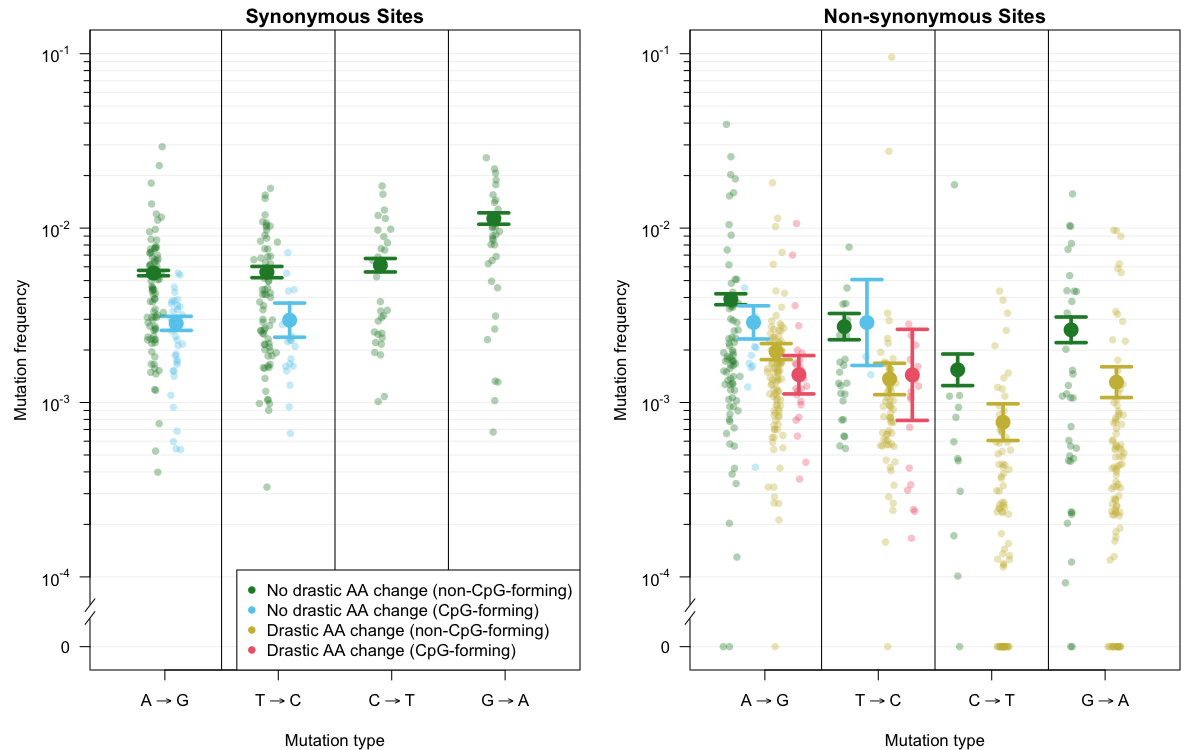 Synonymous Sites
Non-synonymous Sites
Mutation frequency
10-1
10-2
10-3
10-4
0
No drastic AA change (non-CpG-forming)
No drastic AA change (CpG-forming)
Drastic AA change (non-CpG-forming)
Drastic AA change (CpG-forming)
A → G
T → C
C → T
G → A
Mutation type
Mutation frequency
10-1
10-2
10-3
10-4
0
A → G
T → C
C → T
G → A
Mutation type